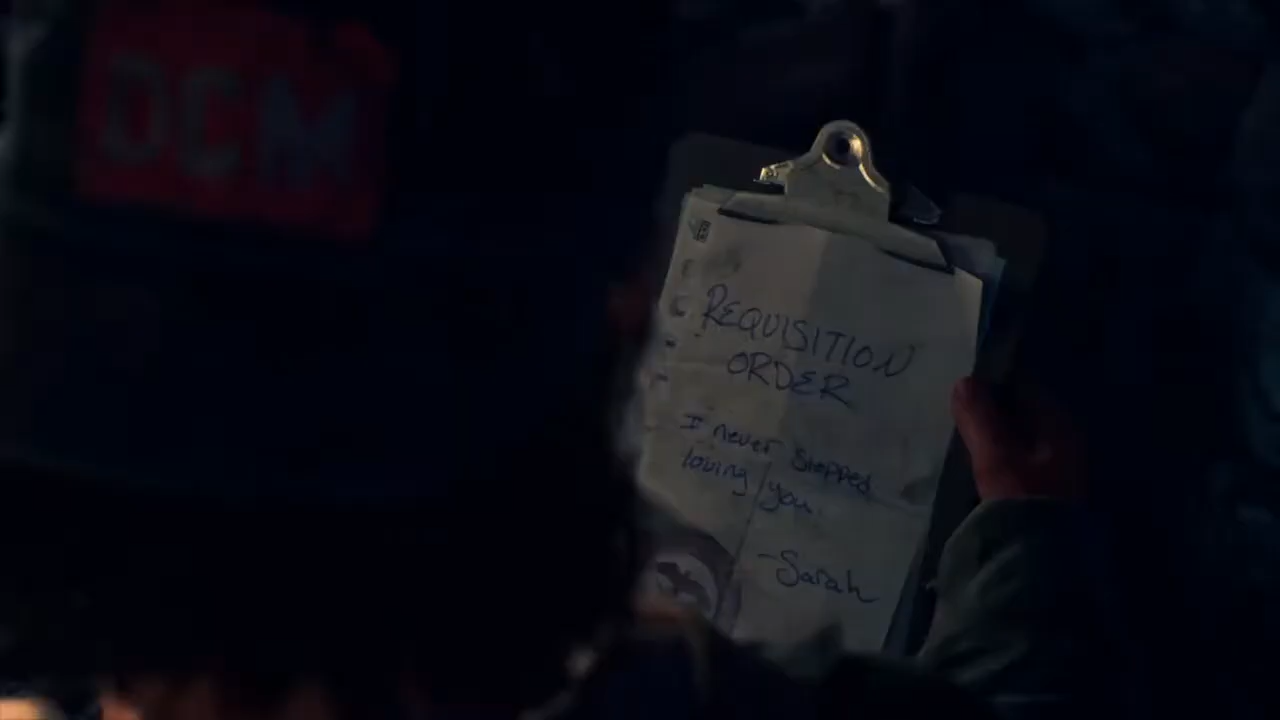 DCM
REQUISITION
ORDER
I never stopped
loving you.
-Sarah